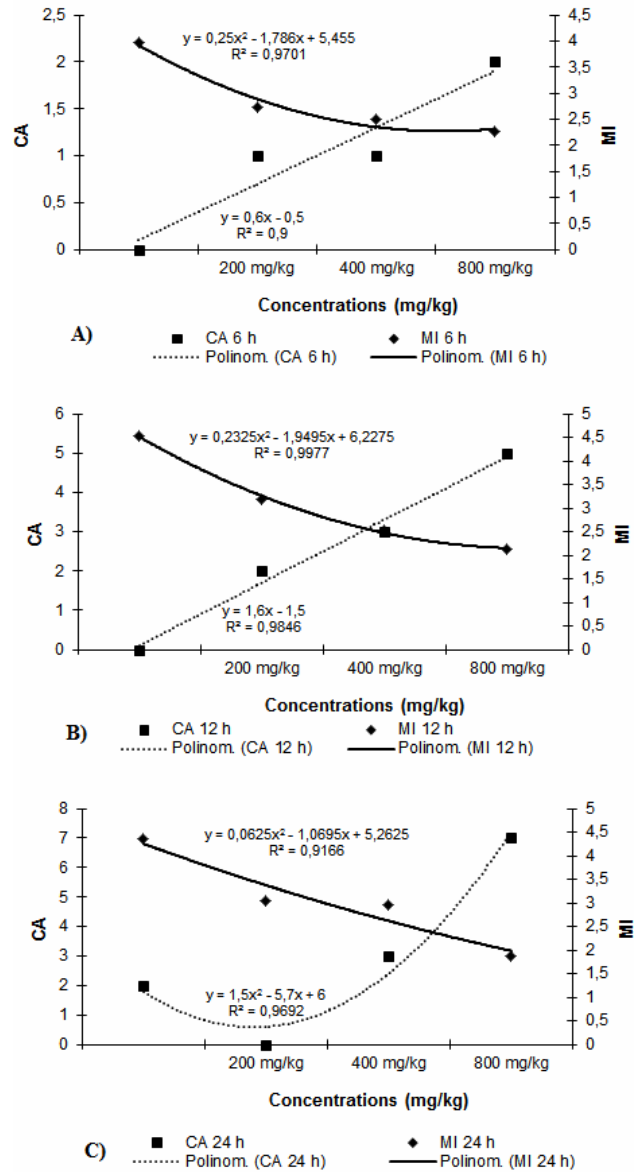 2,5
2
1,5
1
0,5
0
CA
y = 0,25x² - 1,786x + 5,455
R² = 0,9701
y = 0,6x - 0,5
R² = 0,9
4,5
4
3,5
3
2,5
2
1,5
1
0,5
0
MI
200 mg/kg 400 mg/kg 800 mg/kg
Concentrations (mg/kg)
A)
CA 6 h MI 6 h
Polinom. (CA 6 h) Polinom. (MI 6 h)
6
5
4
3
2
1
0
CA
y = 0,2325x² - 1,9495x + 6,2275
R² = 0,9977
y = 1,6x - 1,5
R² = 0,9846
5
4,5
4
3,5
3
2,5
2
1,5
1
0,5
0
MI
200 mg/kg 400 mg/kg 800 mg/kg
Concentrations (mg/kg)
B)
CA 12 h MI 12 h
Polinom. (CA 12 h) Polinom. (MI 12 h)
8
7
6
5
4
3
2
1
0
CA
y = 0,0625x² - 1,0695x + 5,2625
R² = 0,9166
y = 1,5x² - 5,7x + 6
R² = 0,9692
5
4,5
4
3,5
3
2,5
2
1,5
1
0,5
0
MI
200 mg/kg 400 mg/kg 800 mg/kg
Concentrations (mg/kg)
C)
CA 24 h MI 24 h
Polinom. (CA 24 h) Polinom. (MI 24 h)